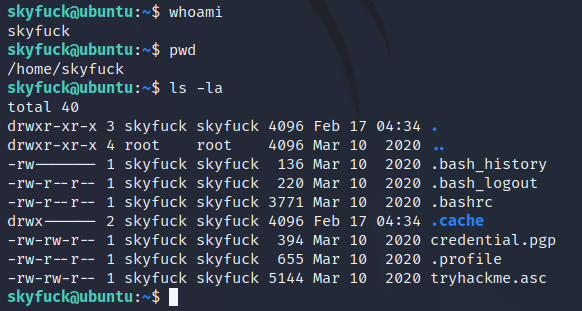 skyfuck@ubuntu:~$ whoami
skyfuck
skyfuck@ubuntu:~$ pwd
/home/skyfuck
skyfuck@ubuntu:~$ ls -la
total 40
drwxr-xr-x 3 skyfuck skyfuck 4096 Feb 17 04:34 .
drwxr-xr-x 4 root    root    4096 Mar 10  2020 ..
-rw------- 1 skyfuck skyfuck  136 Mar 10  2020 .bash_history
-rw-r--r-- 1 skyfuck skyfuck  220 Mar 10  2020 .bash_logout
-rw-r--r-- 1 skyfuck skyfuck 3771 Mar 10  2020 .bashrc
drwx------ 2 skyfuck skyfuck 4096 Feb 17 04:34 .cache
-rw-rw-r-- 1 skyfuck skyfuck  394 Mar 10  2020 credential.pgp
-rw-r--r-- 1 skyfuck skyfuck  655 Mar 10  2020 .profile
-rw-rw-r-- 1 skyfuck skyfuck 5144 Mar 10  2020 tryhackme.asc
skyfuck@ubuntu:~$